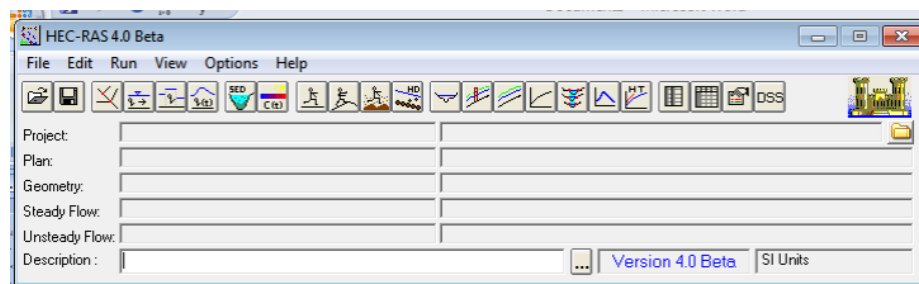 HEC-RAS 4.0 Beta
File Edit Run View Options Help
SED C(t) HD HT DSS
Project:
Plan:
Geometry:
Steady Flow:
Unsteady Flow:
Description : ... Version 4.0 Beta SI Units